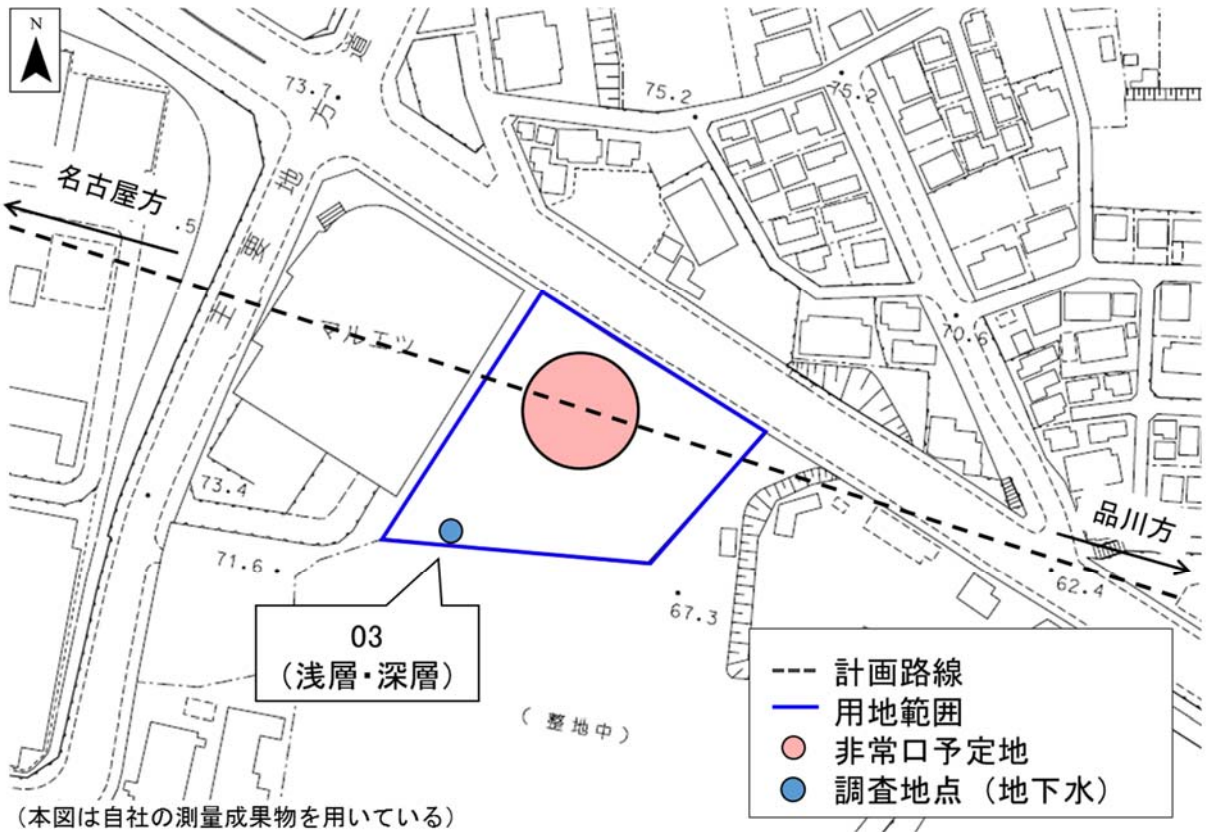 N
道
73.7
方
75.2
75.2
名古屋方
地
.5
要
主
マルエツ
70.6
73.4
品川方
71.6
62.4
67.3
03
(浅層・深層)
計画路線
用地範囲
非常口予定地
調査地点（地下水）
(整地中)
(本図は自社の測量成果物を用いている)